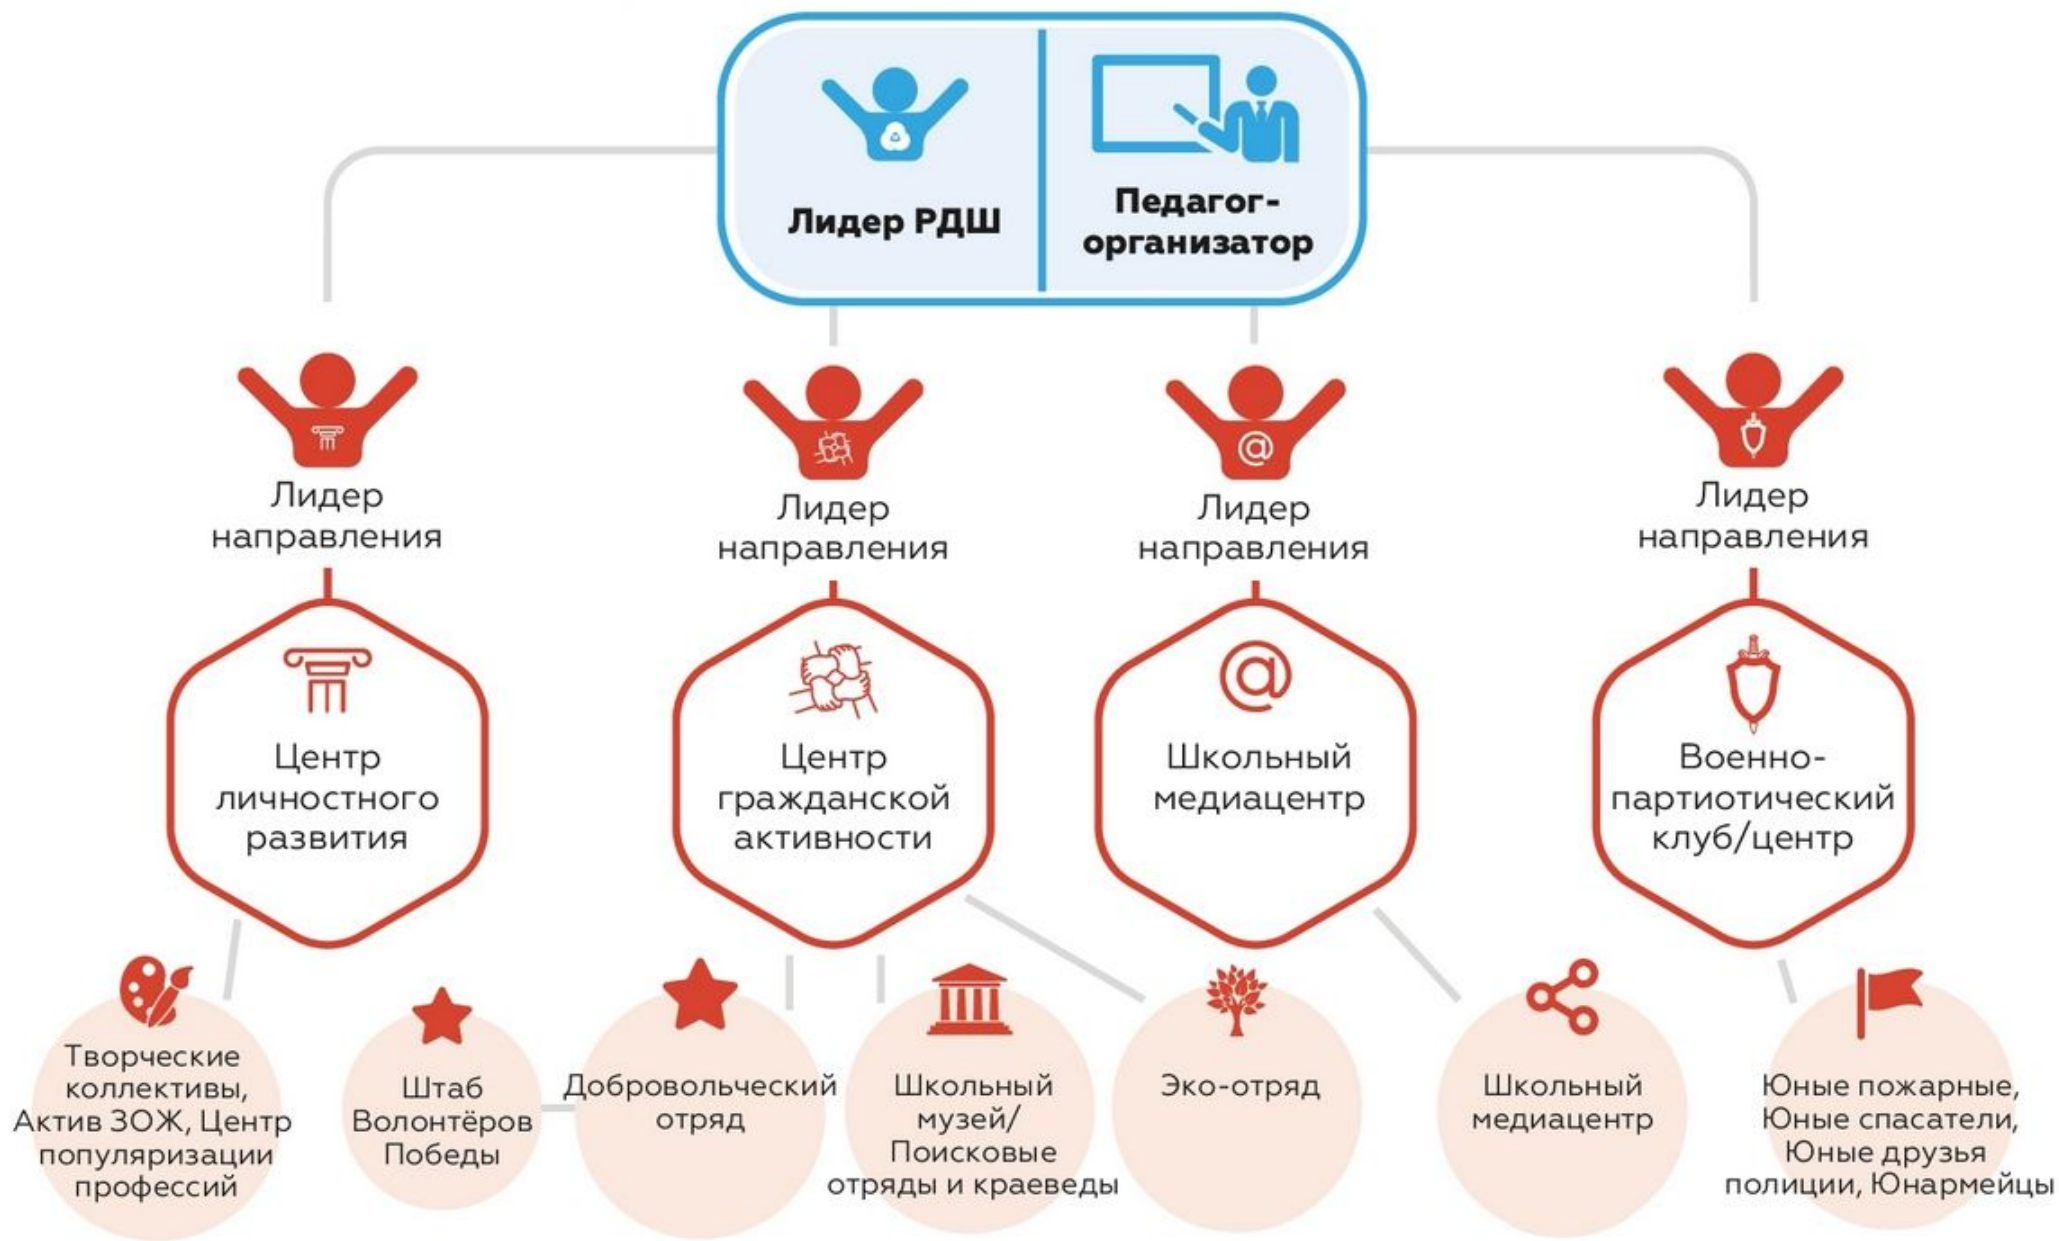 Лидер РДШ
Педагог-
организатор
Лидер
направления
Лидер
направления
Лидер
направления
Лидер
направления
Центр
личностного
развития
Центр
гражданской
активности
@
Школьный
медиацентр
Военно-
партиотический
клуб/центр
Творческие
коллективы,
Актив ЗОЖ, Центр
популяризации
профессий
Штаб
Волонтёров
Победы
Добровольческий
отряд
Школьный
музей/
Поисковые
отряды и краеведы
Эко-отряд
Школьный
медиацентр
Юные пожарные,
Юные спасатели,
Юные друзья
полиции, Юнармейцы